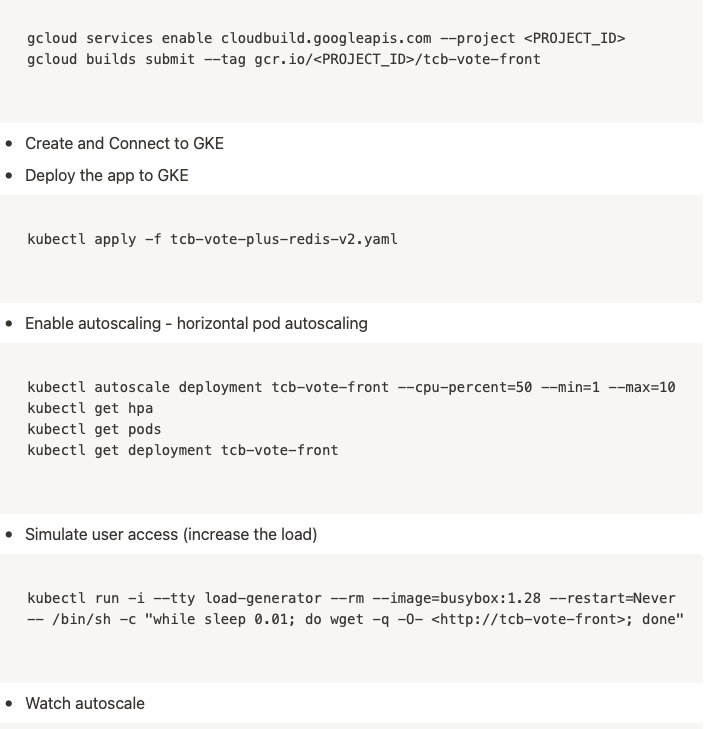 gcloud services enable cloudbuild.googleapis.com --project <PROJECT_ID>
gcloud builds submit --tag gcr.io/<PROJECT_ID>/tcb-vote-front
• Create and Connect to GKE
• Deploy the app to GKE
kubectl apply -f tcb-vote-plus-redis-v2.yaml
• Enable autoscaling - horizontal pod autoscaling
kubectl autoscale deployment tcb-vote-front --cpu-percent=50 --min=1 --max=10
kubectl get hpa
kubectl get pods
kubectl get deployment tcb-vote-front
• Simulate user access (increase the load)
kubectl run -i --tty load-generator --rm --image=busybox:1.28 --restart=Never
-- /bin/sh -c "while sleep 0.01; do wget -q -O- <http://tcb-vote-front>; done"
• Watch autoscale